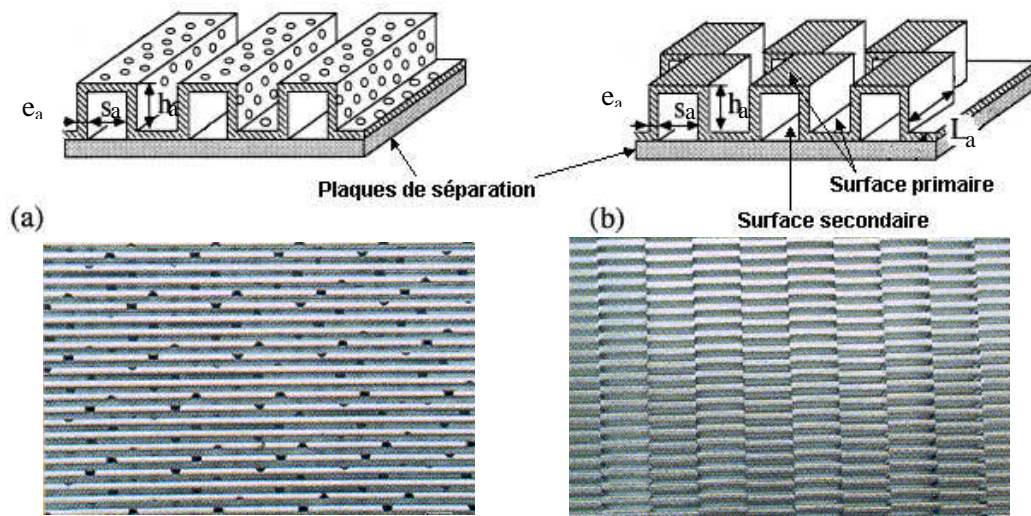 eₐ
sₐ
hₐ
eₐ
sₐ
hₐ
Lₐ
Plaques de séparation
Surface primaire
(a)
Surface secondaire
(b)